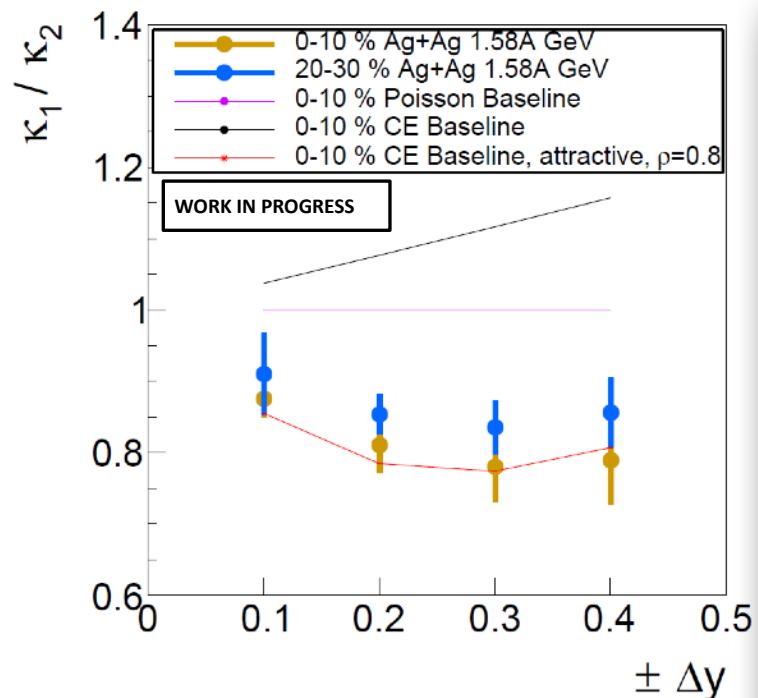 κ₁ / κ₂
1.4
1.2
1
0.8
0.6
0-10 % Ag+Ag 1.58A GeV
20-30 % Ag+Ag 1.58A GeV
0-10 % Poisson Baseline
0-10 % CE Baseline
0-10 % CE Baseline, attractive, ρ=0.8
WORK IN PROGRESS
0 0.1 0.2 0.3 0.4 0.5
± Δy